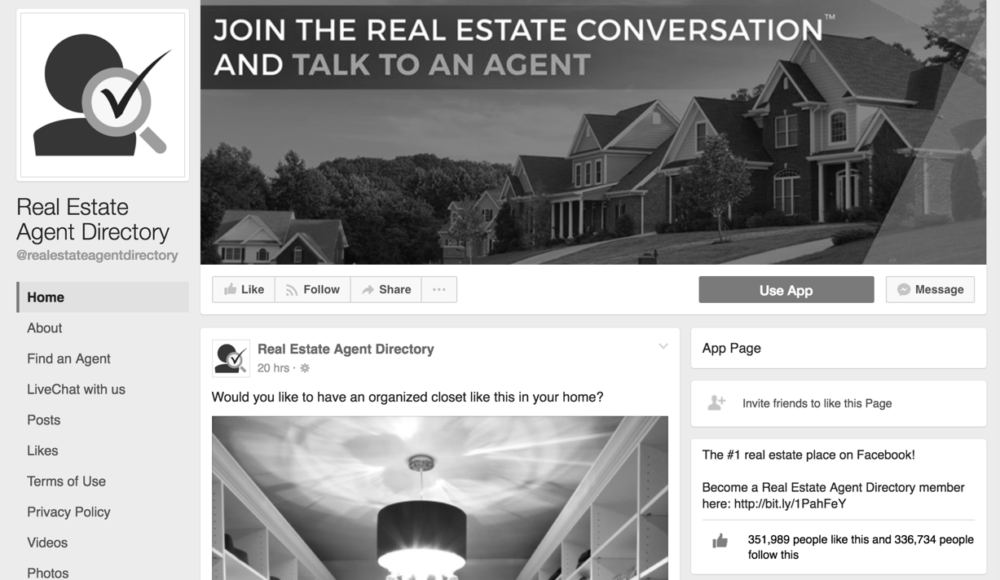 JOIN THE REAL ESTATE CONVERSATION™
AND TALK TO AN AGENT
Real Estate
Agent Directory
@realestateagentdirectory
Home
About
Find an Agent
LiveChat with us
Posts
Likes
Terms of Use
Privacy Policy
Videos
Photos
Like Follow Share ...
Use App Message
Real Estate Agent Directory
20 hrs ·
Would you like to have an organized closet like this in your home?
App Page
Invite friends to like this Page
The #1 real estate place on Facebook!
Become a Real Estate Agent Directory member
here: http://bit.ly/1PahFeY
351,989 people like this and 336,734 people
follow this